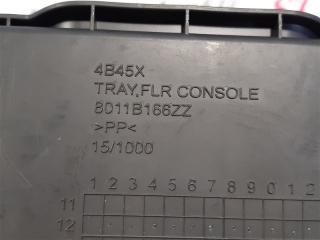 4B45X
TRAY,FLR CONSOLE
8011B166ZZ
>PP<
15/1000
1 2 3 4 5 6 7 8 9 0 1 2
11
12